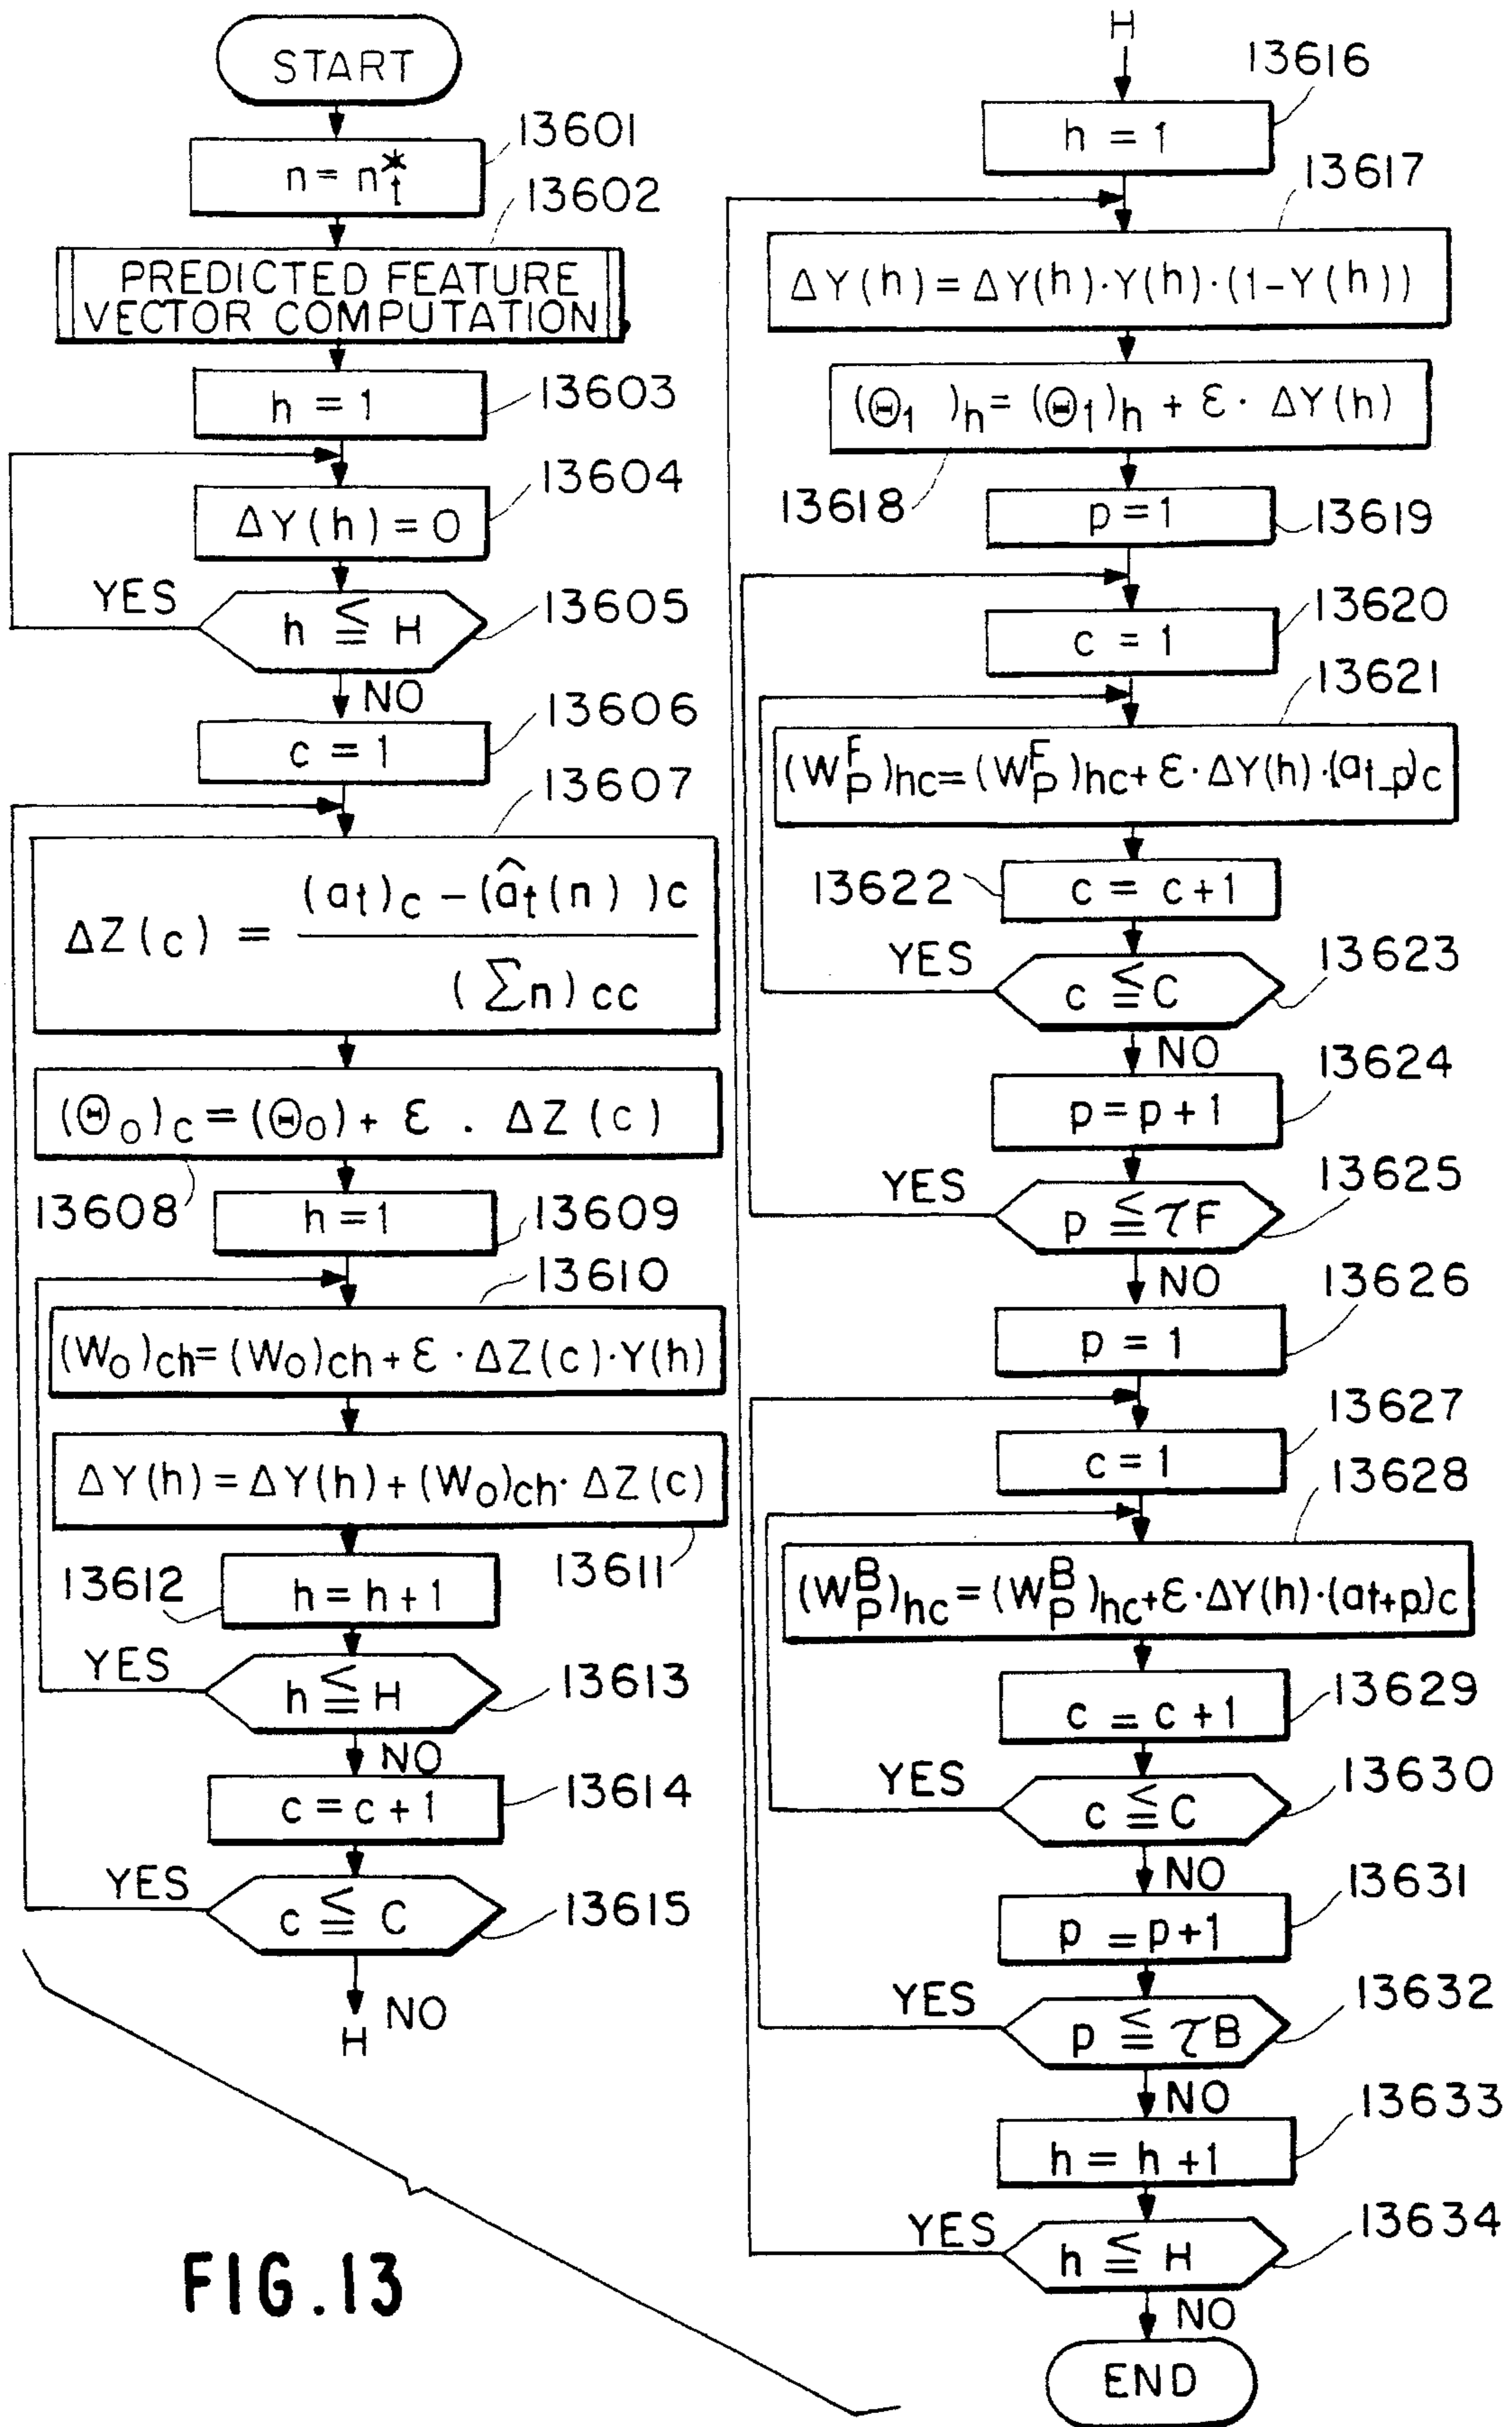 START
13601
n = n*t
13602
PREDICTED FEATURE
VECTOR COMPUTATION
h = 1
13603
13604
ΔY(h) = 0
YES
h ≦ H
13605
NO
13606
c = 1
13607
ΔZ(c) = (at)c − (ât(n))c / (Σn)cc
(Θ0)c = (Θ0) + ε . ΔZ(c)
13608
h = 1
13609
13610
(W0)ch = (W0)ch + ε · ΔZ(c) · Y(h)
ΔY(h) = ΔY(h) + (W0)ch · ΔZ(c)
13611
13612
h = h + 1
YES
h ≦ H
13613
NO
c = c + 1
13614
YES
c ≦ C
13615
NO
H
FIG.13
H
13616
h = 1
13617
ΔY(h) = ΔY(h)·Y(h)·(1−Y(h))
(Θ1 )h = (Θ1)h + ε · ΔY(h)
13618
p = 1
13619
13620
c = 1
13621
(W^F_P)hc = (W^F_P)hc + ε · ΔY(h) · (at−p)c
13622
c = c + 1
YES
c ≦ C
13623
NO
13624
p = p + 1
13625
YES
p ≦ τF
NO
13626
p = 1
13627
c = 1
13628
(W^B_P)hc = (W^B_P)hc + ε · ΔY(h) · (at+p)c
c = c + 1
13629
YES
c ≦ C
13630
NO
13631
p = p + 1
YES
p ≦ τB
13632
NO
13633
h = h + 1
YES
h ≦ H
13634
NO
END